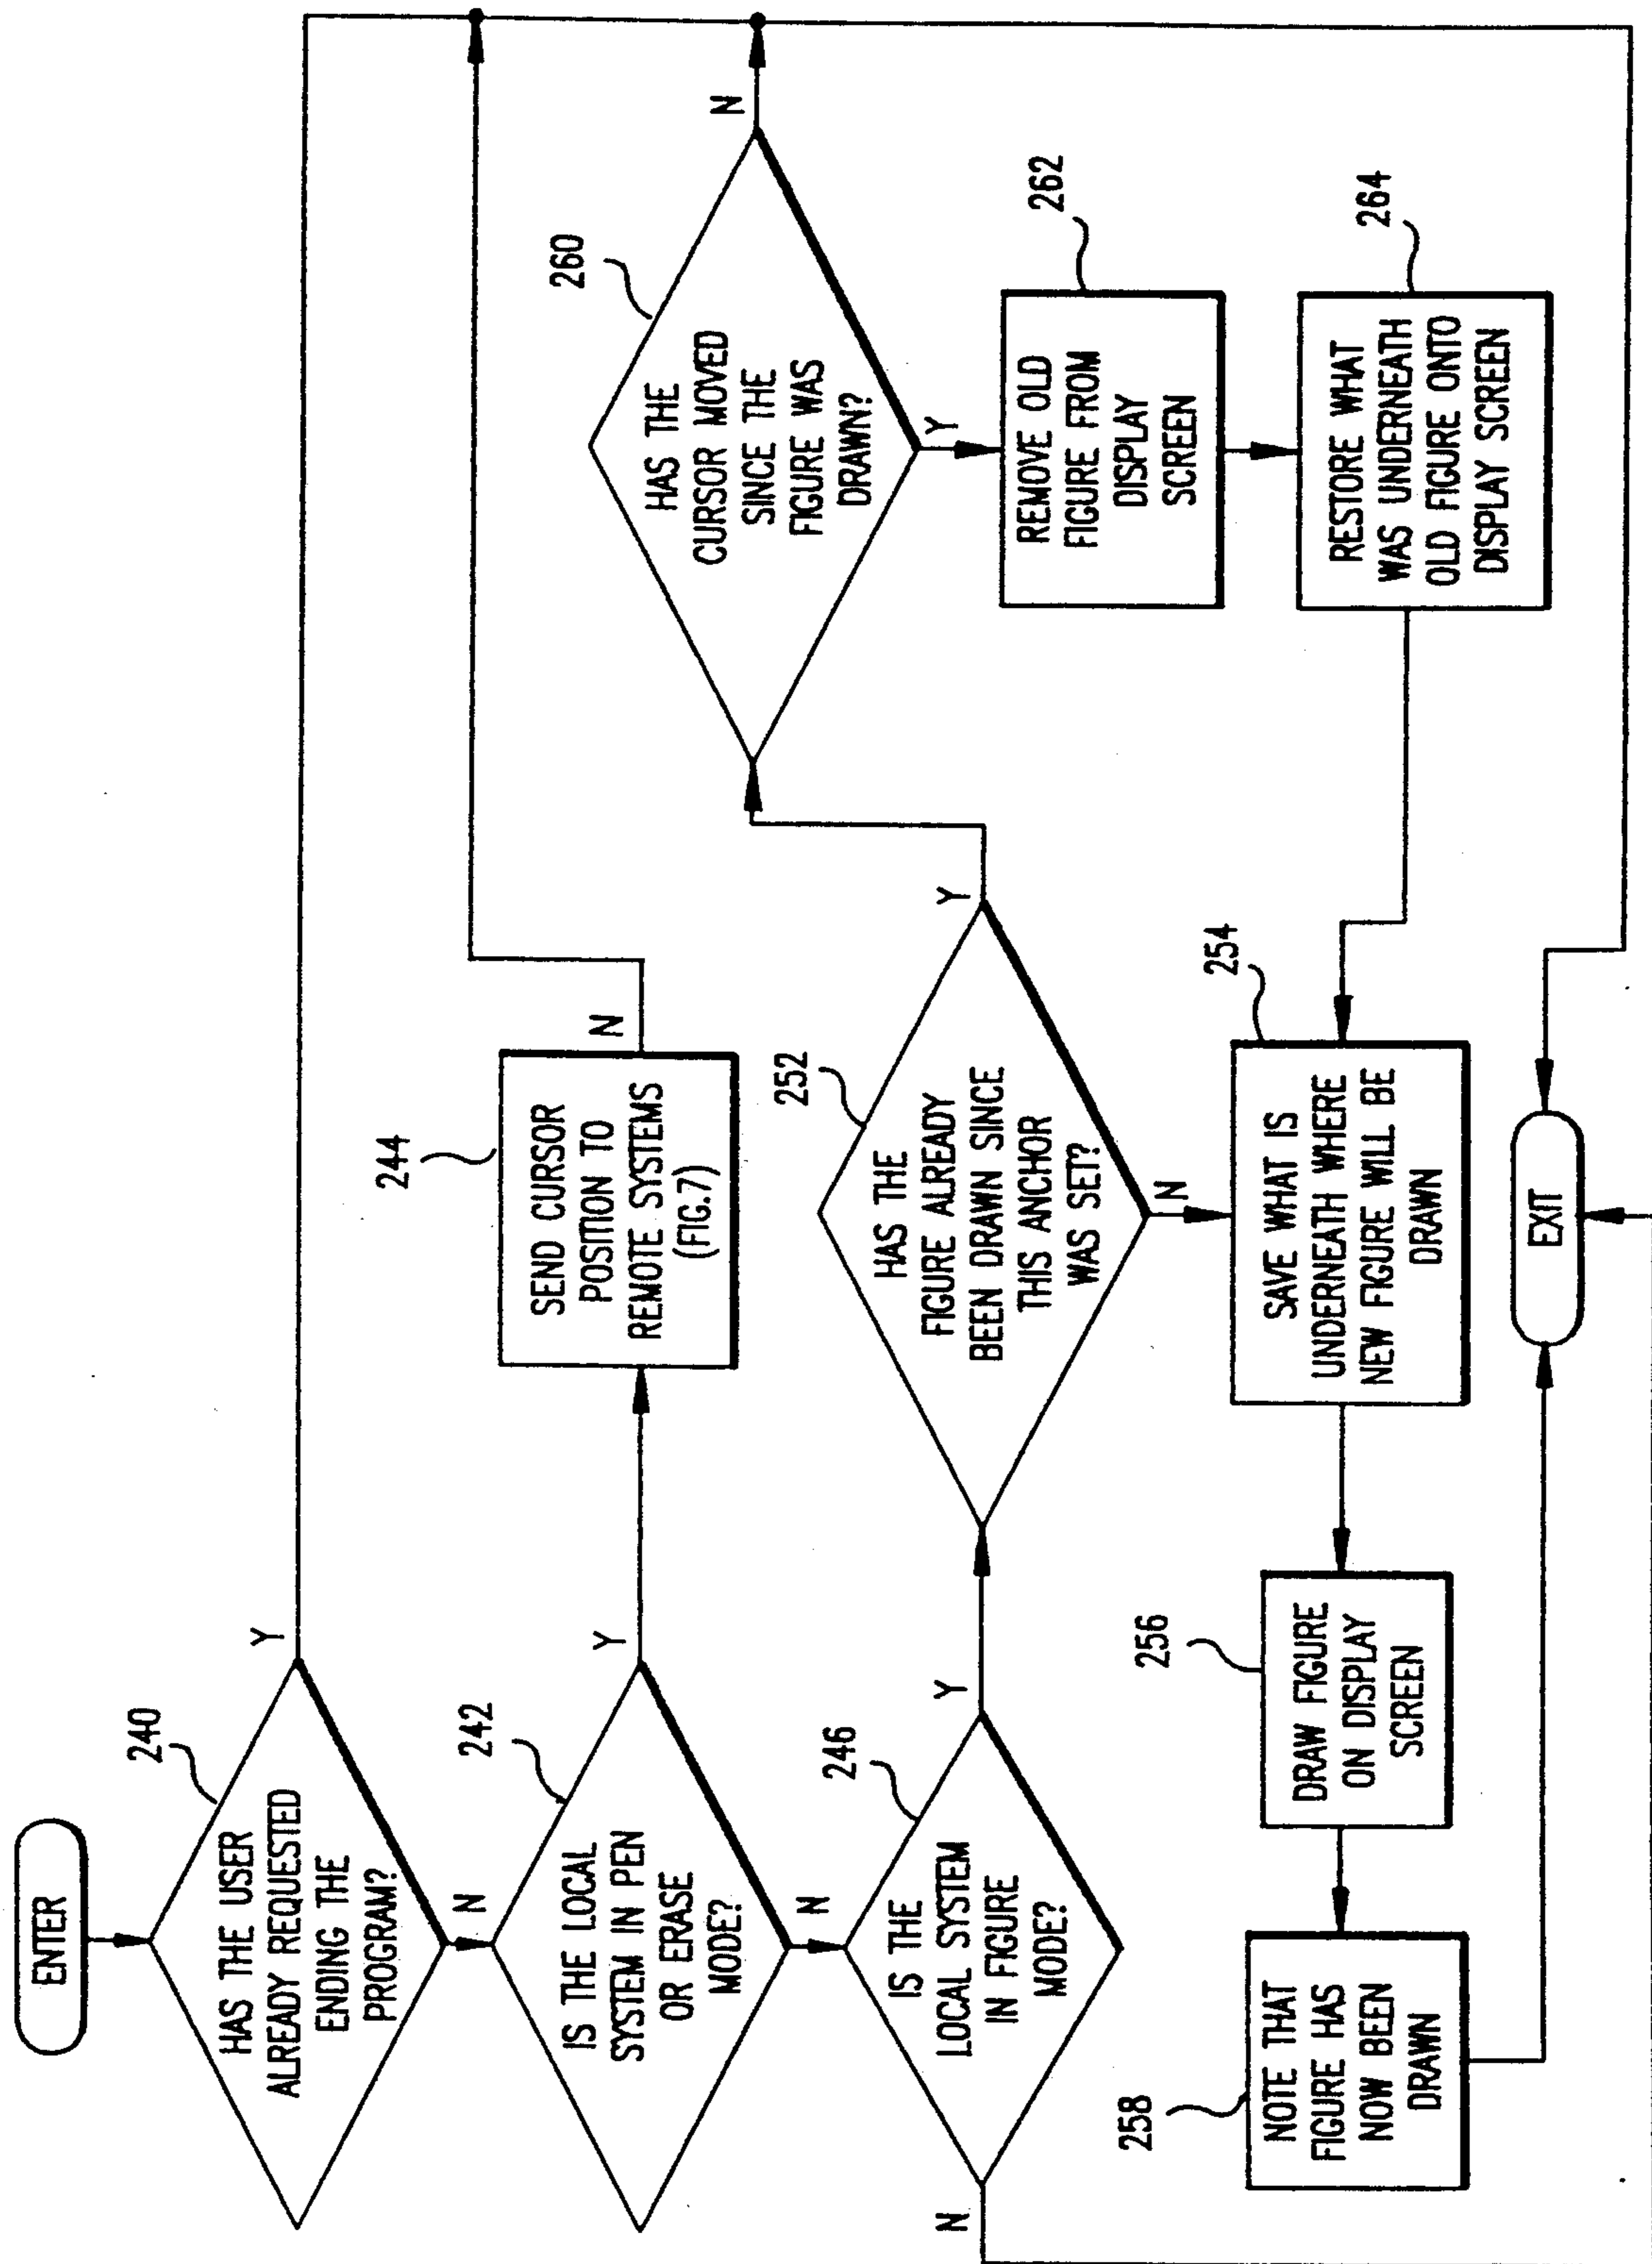 ENTER
240
HAS THE USER
ALREADY REQUESTED
ENDING THE
PROGRAM?
Y
N
242
IS THE LOCAL
SYSTEM IN PEN
OR ERASE
MODE?
Y
N
244
SEND CURSOR
POSITION TO
REMOTE SYSTEMS
(FIG.7)
N
246
IS THE
LOCAL SYSTEM
IN FIGURE
MODE?
Y
N
252
HAS THE
FIGURE ALREADY
BEEN DRAWN SINCE
THIS ANCHOR
WAS SET?
Y
N
260
HAS THE
CURSOR MOVED
SINCE THE
FIGURE WAS
DRAWN?
N
Y
262
REMOVE OLD
FIGURE FROM
DISPLAY
SCREEN
264
RESTORE WHAT
WAS UNDERNEATH
OLD FIGURE ONTO
DISPLAY SCREEN
254
SAVE WHAT IS
UNDERNEATH WHERE
NEW FIGURE WILL BE
DRAWN
256
DRAW FIGURE
ON DISPLAY
SCREEN
258
NOTE THAT
FIGURE HAS
NOW BEEN
DRAWN
EXIT